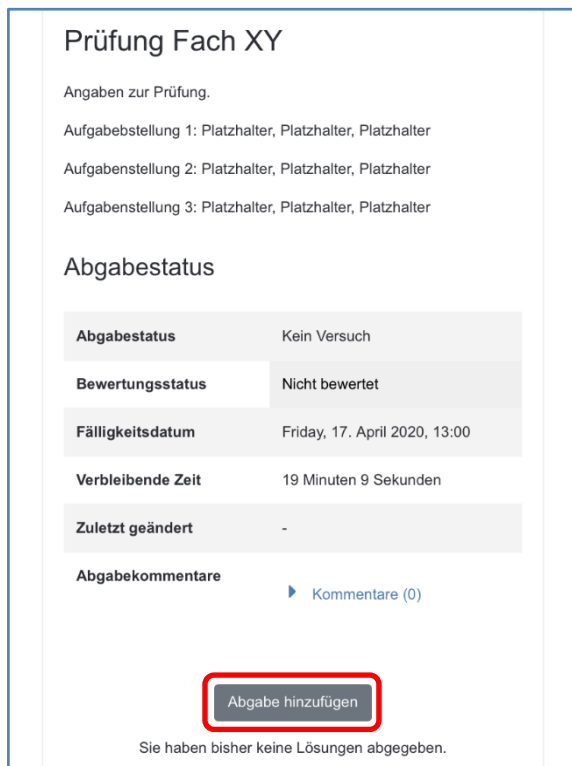 Prüfung Fach XY
Angaben zur Prüfung.
Aufgabebstellung 1: Platzhalter, Platzhalter, Platzhalter
Aufgabenstellung 2: Platzhalter, Platzhalter, Platzhalter
Aufgabenstellung 3: Platzhalter, Platzhalter, Platzhalter
Abgabestatus
Abgabestatus Kein Versuch
Bewertungsstatus Nicht bewertet
Fälligkeitsdatum Friday, 17. April 2020, 13:00
Verbleibende Zeit 19 Minuten 9 Sekunden
Zuletzt geändert -
Abgabekommentare
Kommentare (0)
Abgabe hinzufügen
Sie haben bisher keine Lösungen abgegeben.